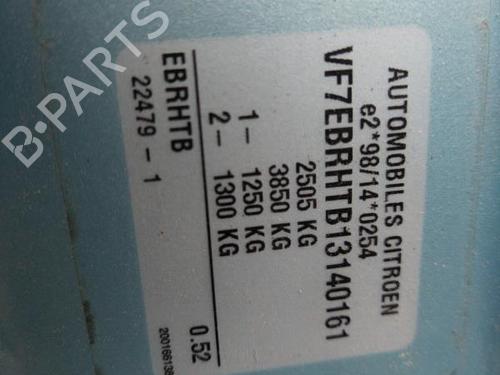 AUTOMOBILES CITROEN
e2*98/14*0254
VF7EBRHTB13140161
2505 KG
3850 KG
1- 1250 KG
2- 1300 KG
EBRHTB 0.52
22479 - 1
B-PARTS